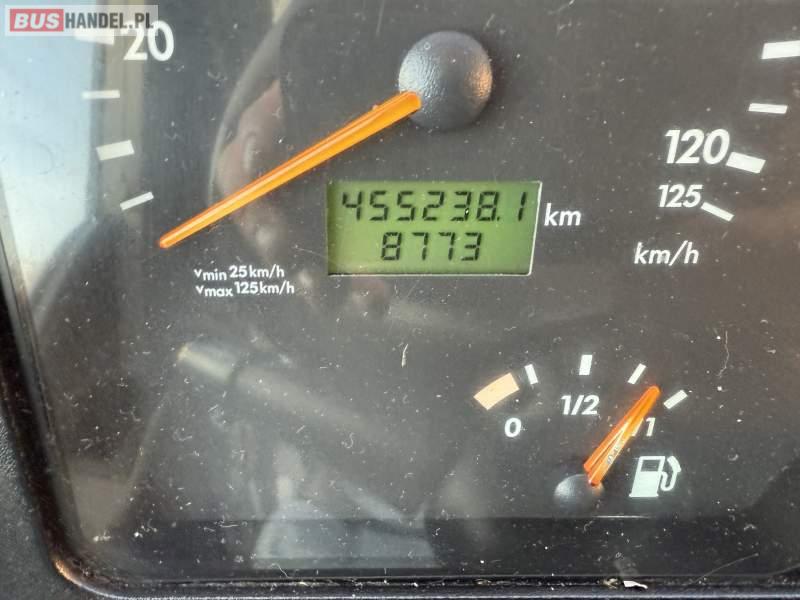 BUSHANDEL.PL
20
120
125
km/h
455238.1 km
8773
vmin 25km/h
vmax 125km/h
0
1/2
1